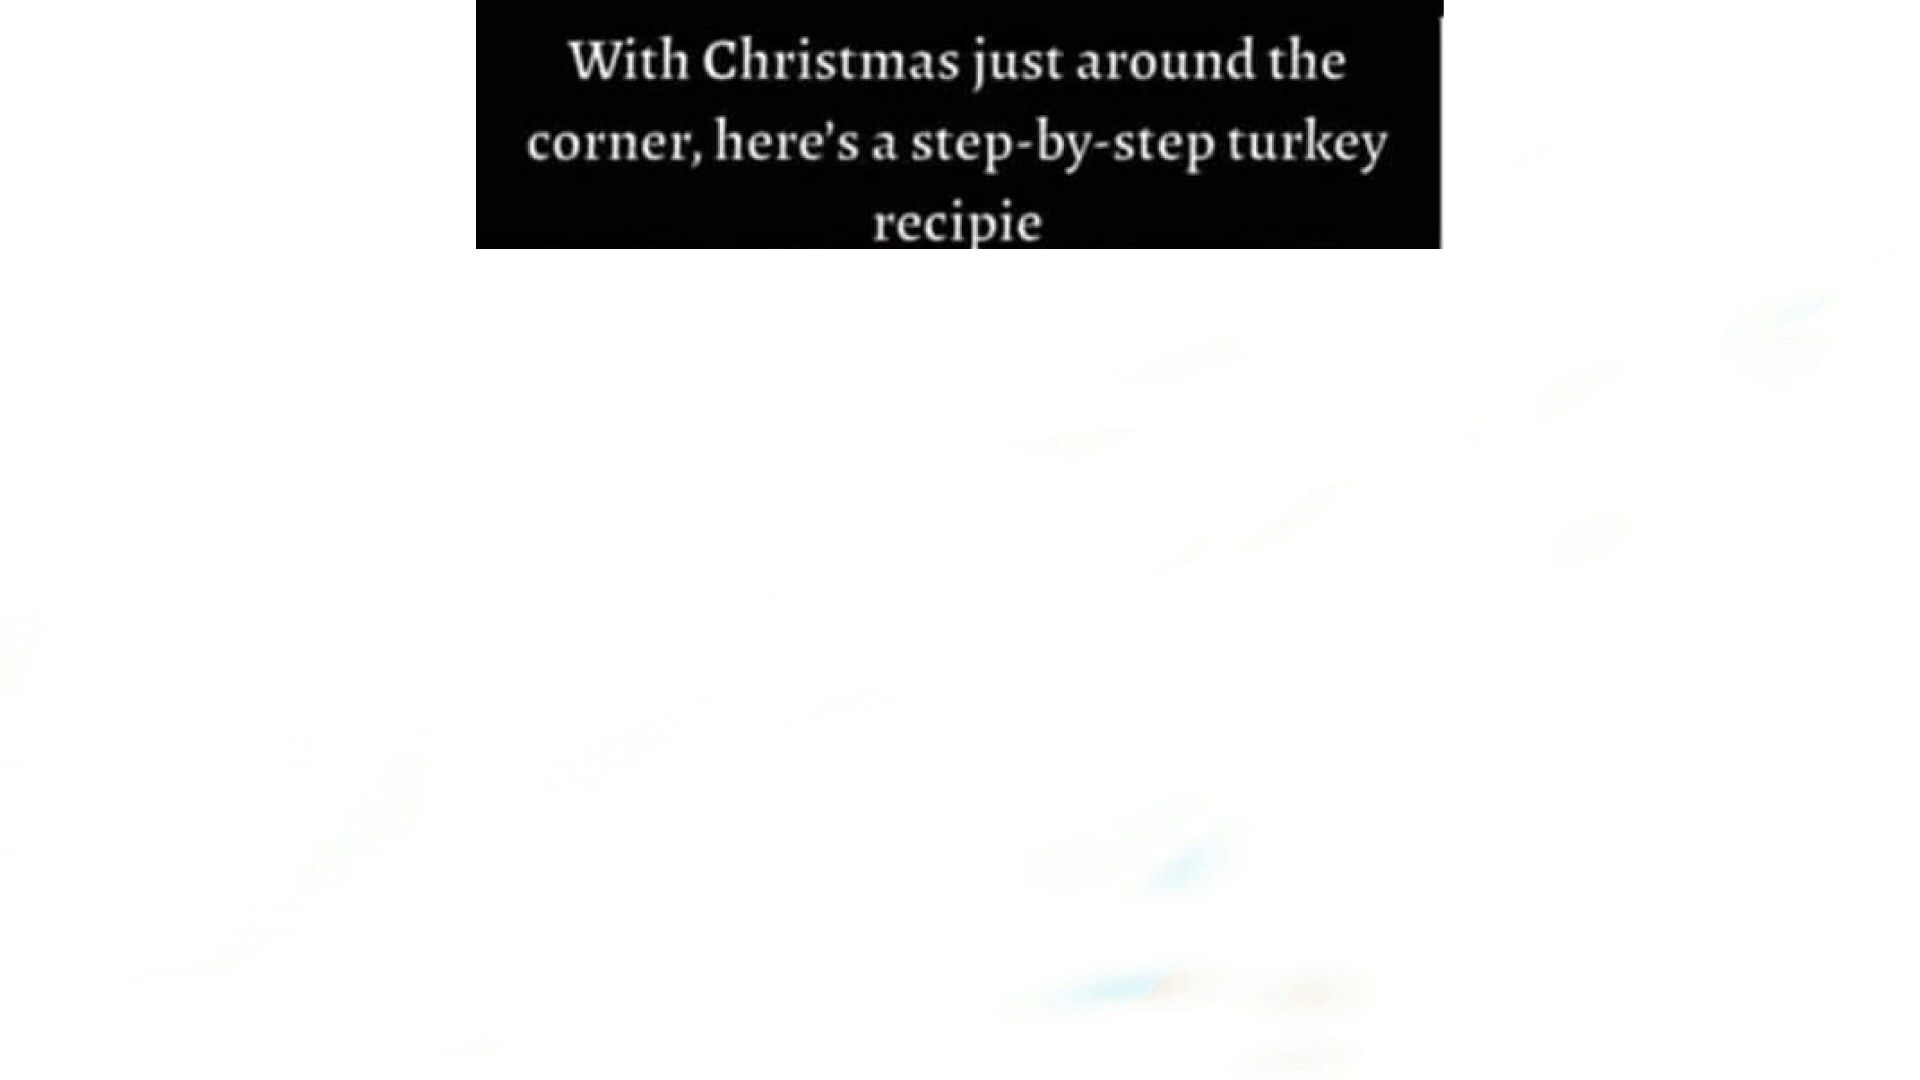 With Christmas just around the
corner, here's a step-by-step turkey
recipie